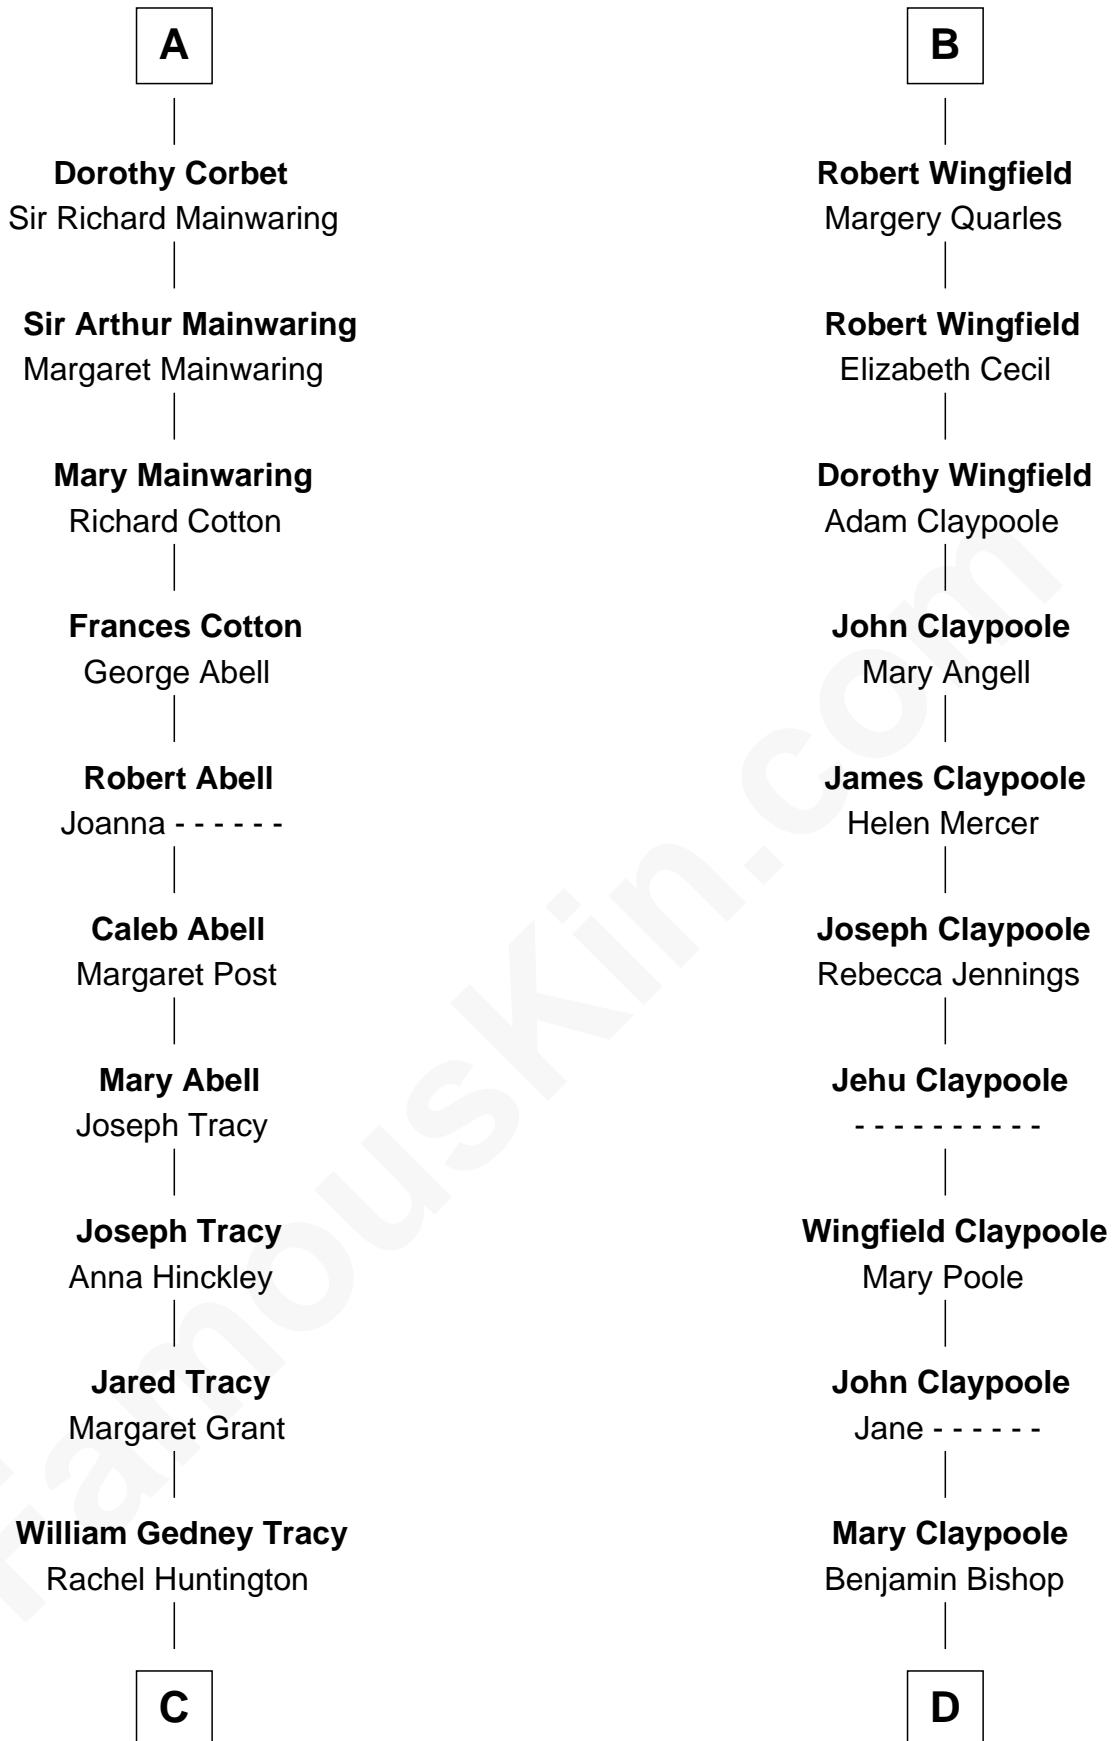 A
Dorothy Corbet
Sir Richard Mainwaring
Sir Arthur Mainwaring
Margaret Mainwaring
Mary Mainwaring
Richard Cotton
Frances Cotton
George Abell
Robert Abell
Joanna - - - - - -
Caleb Abell
Margaret Post
Mary Abell
Joseph Tracy
Joseph Tracy
Anna Hinckley
Jared Tracy
Margaret Grant
William Gedney Tracy
Rachel Huntington
C
B
Robert Wingfield
Margery Quarles
Robert Wingfield
Elizabeth Cecil
Dorothy Wingfield
Adam Claypoole
John Claypoole
Mary Angell
James Claypoole
Helen Mercer
Joseph Claypoole
Rebecca Jennings
Jehu Claypoole
- - - - - - - - - -
Wingfield Claypoole
Mary Poole
John Claypoole
Jane - - - - - -
Mary Claypoole
Benjamin Bishop
D
FamousKin.com